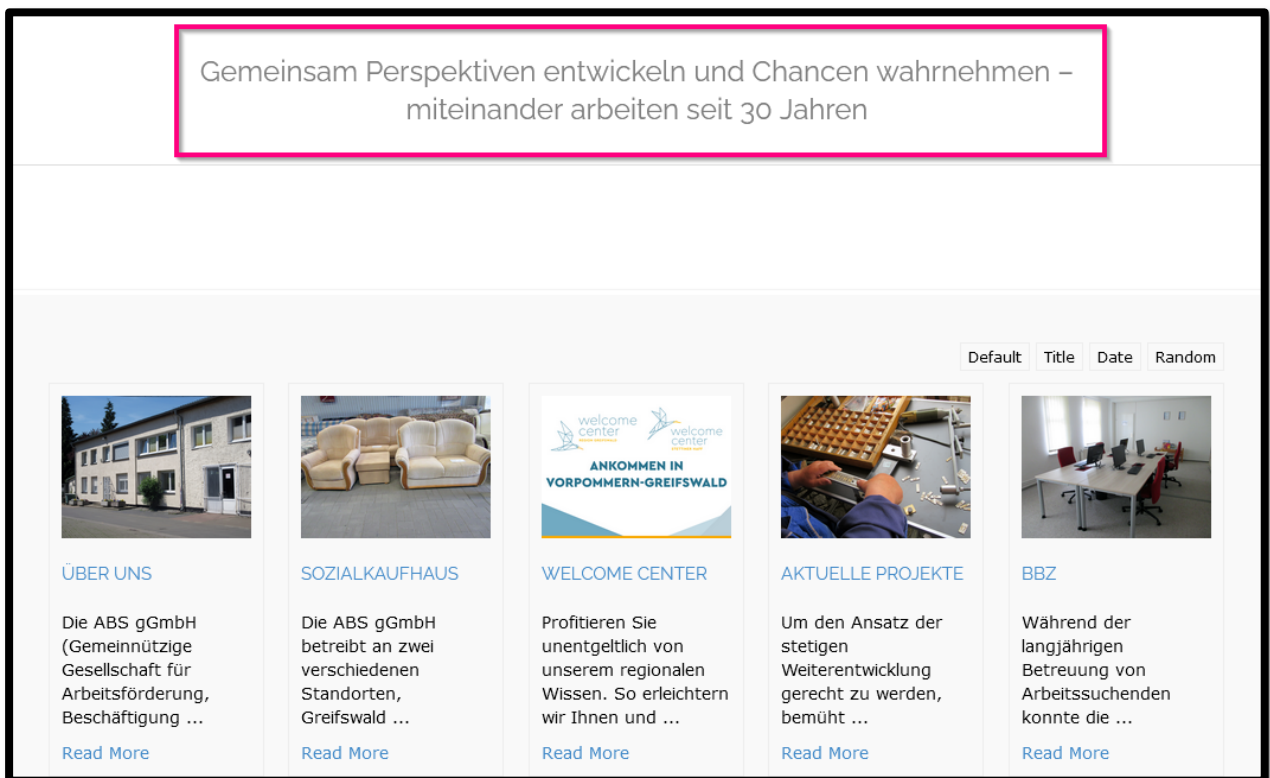 Gemeinsam Perspektiven entwickeln und Chancen wahrnehmen –
miteinander arbeiten seit 30 Jahren
Default Title Date Random
ÜBER UNS
Die ABS gGmbH
(Gemeinnützige
Gesellschaft für
Arbeitsförderung,
Beschäftigung ...
Read More
SOZIALKAUFHAUS
Die ABS gGmbH
betreibt an zwei
verschiedenen
Standorten,
Greifswald ...
Read More
welcome
center
welcome
center
ANKOMMEN IN
VORPOMMERN-GREIFSWALD
WELCOME CENTER
Profitieren Sie
unentgeltlich von
unserem regionalen
Wissen. So erleichtern
wir Ihnen und ...
Read More
AKTUELLE PROJEKTE
Um den Ansatz der
stetigen
Weiterentwicklung
gerecht zu werden,
bemüht ...
Read More
BBZ
Während der
langjährigen
Betreuung von
Arbeitssuchenden
konnte die ...
Read More